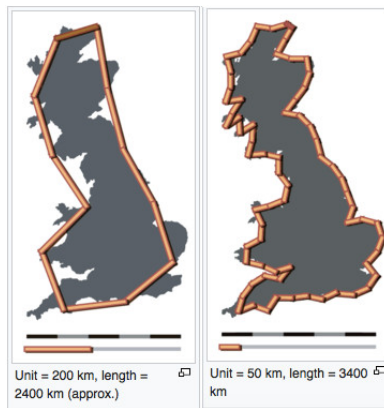 Unit = 200 km, length =
2400 km (approx.)
Unit = 50 km, length = 3400
km